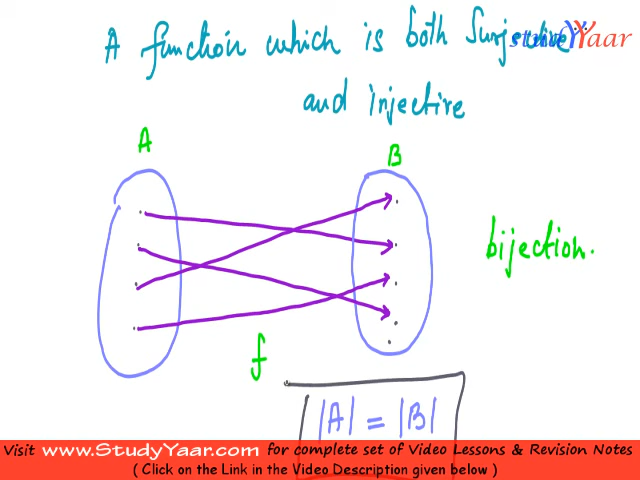 A function which is both Surjective
StudyYaar
and injective
A
B
bijection.
f
|A| = |B|
Visit www.StudyYaar.com for complete set of Video Lessons & Revision Notes
( Click on the Link in the Video Description given below )